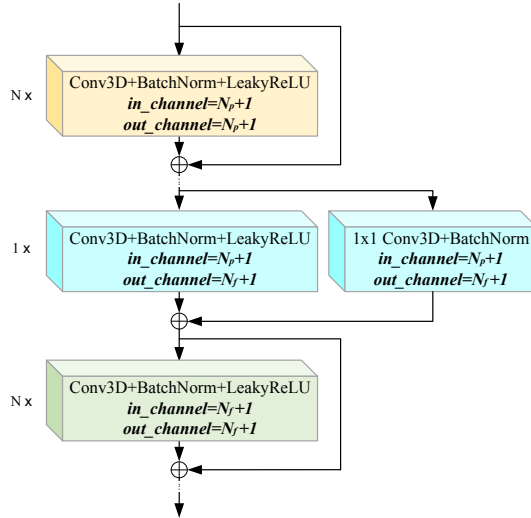 Conv3D+BatchNorm+LeakyReLU
N x
in_channel=Np+1
out_channel=Np+1
Conv3D+BatchNorm+LeakyReLU
1 x
in_channel=Np+1
out_channel=Nf+1
1x1 Conv3D+BatchNorm
in_channel=Np+1
out_channel=Nf+1
Conv3D+BatchNorm+LeakyReLU
N x
in_channel=Nf+1
out_channel=Nf+1